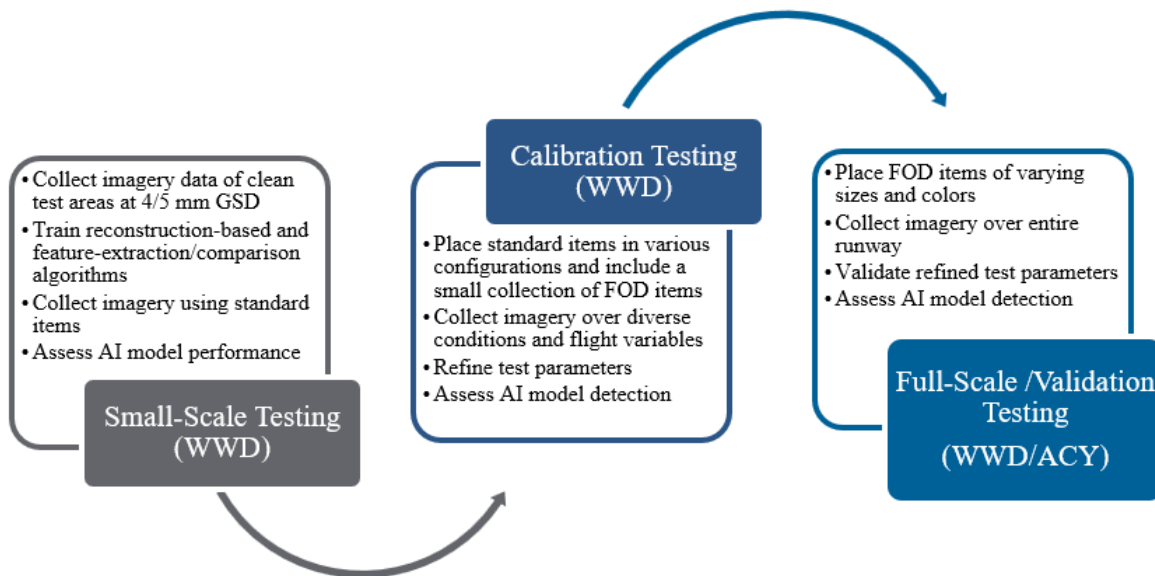 • Collect imagery data of clean
test areas at 4/5 mm GSD
• Train reconstruction-based and
feature-extraction/comparison
algorithms
• Collect imagery using standard
items
• Assess AI model performance
Small-Scale Testing
(WWD)
Calibration Testing
(WWD)
• Place standard items in various
configurations and include a
small collection of FOD items
• Collect imagery over diverse
conditions and flight variables
• Refine test parameters
• Assess AI model detection
• Place FOD items of varying
sizes and colors
• Collect imagery over entire
runway
• Validate refined test parameters
• Assess AI model detection
Full-Scale /Validation
Testing
(WWD/ACY)